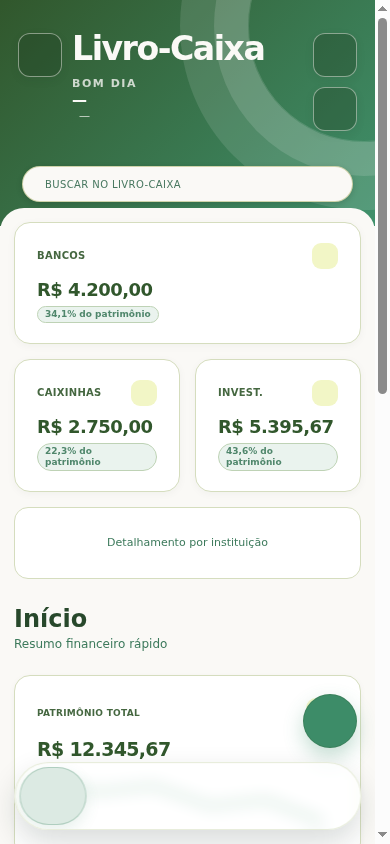 Livro-Caixa
BOM DIA
—
—
BUSCAR NO LIVRO-CAIXA
BANCOS
R$ 4.200,00
34,1% do patrimônio
CAIXINHAS
R$ 2.750,00
22,3% do
patrimônio
INVEST.
R$ 5.395,67
43,6% do
patrimônio
Detalhamento por instituição
Início
Resumo financeiro rápido
PATRIMÔNIO TOTAL
R$ 12.345,67